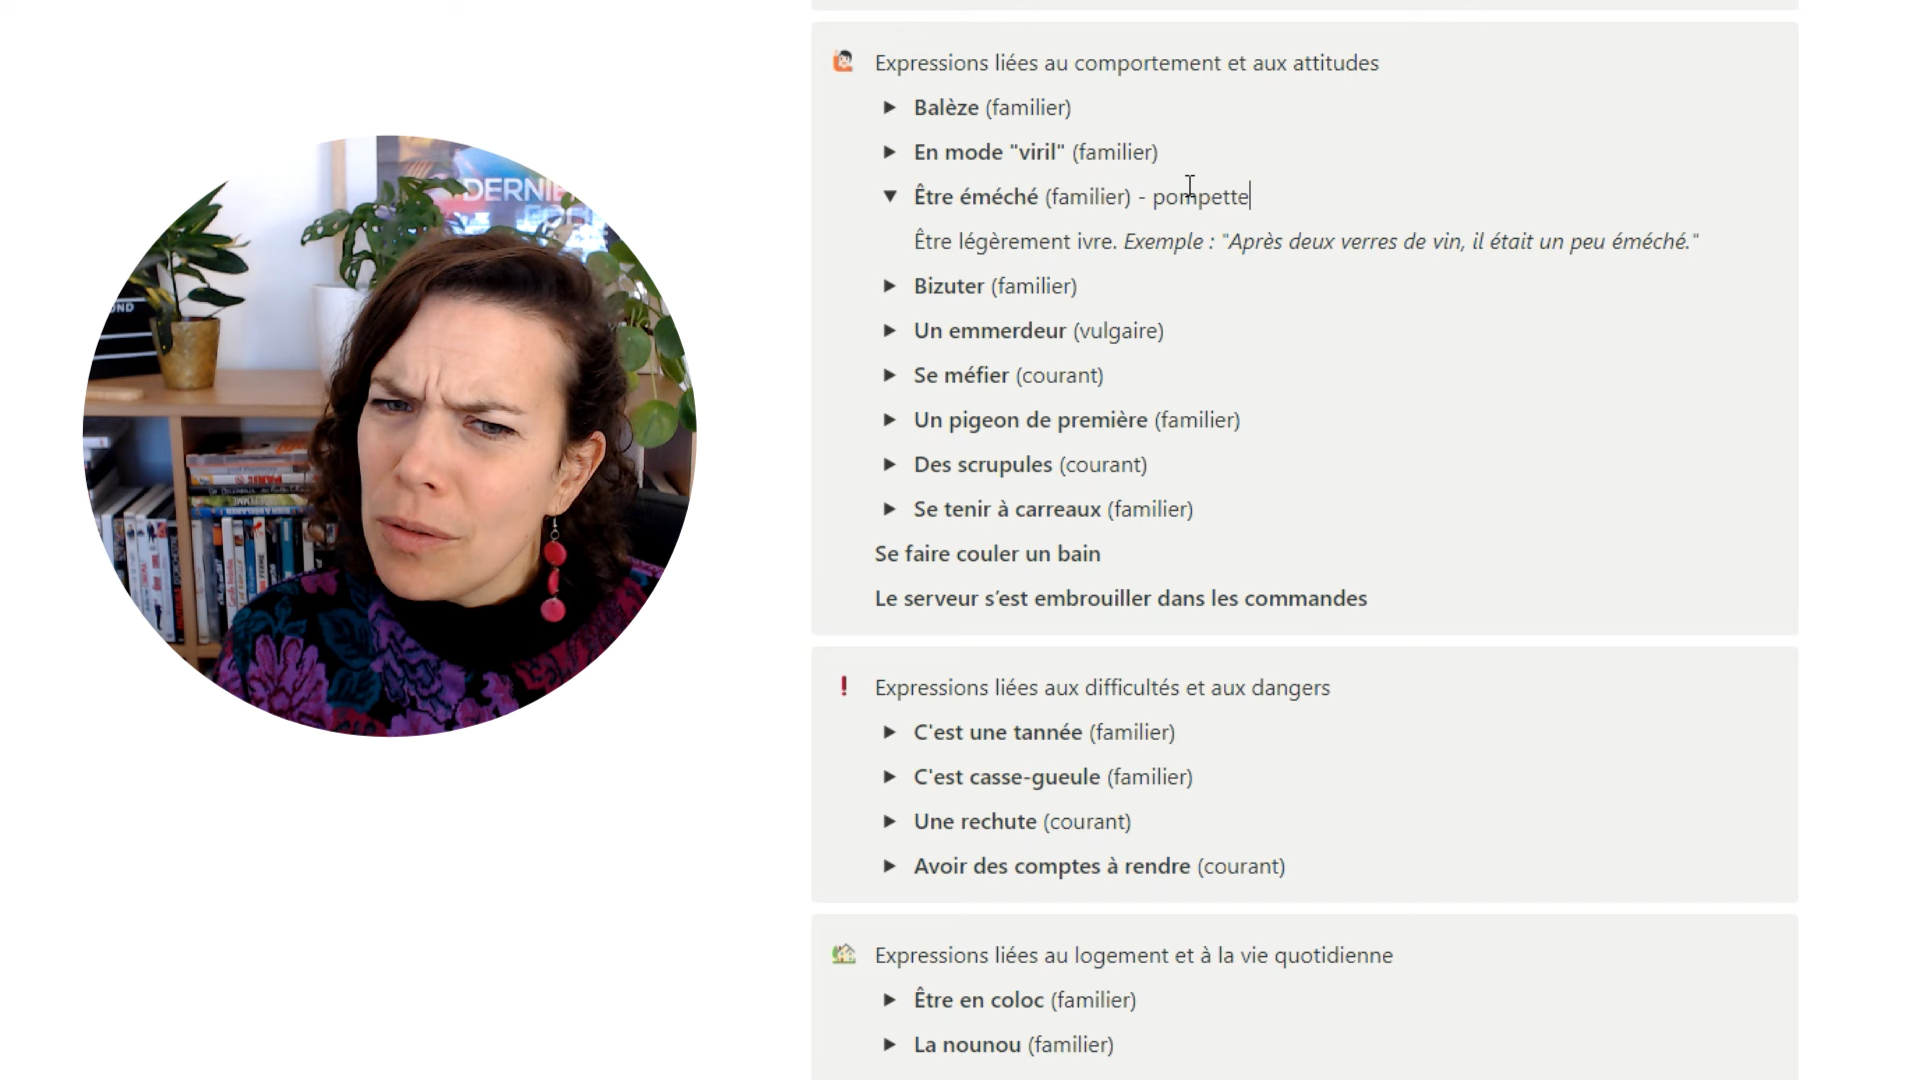 Expressions liées au comportement et aux attitudes
Balèze (familier)
En mode "viril" (familier)
Être éméché (familier) - pompette
Être légèrement ivre. Exemple : "Après deux verres de vin, il était un peu éméché."
Bizuter (familier)
Un emmerdeur (vulgaire)
Se méfier (courant)
Un pigeon de première (familier)
Des scrupules (courant)
Se tenir à carreaux (familier)
Se faire couler un bain
Le serveur s’est embrouiller dans les commandes
Expressions liées aux difficultés et aux dangers
C'est une tannée (familier)
C'est casse-gueule (familier)
Une rechute (courant)
Avoir des comptes à rendre (courant)
Expressions liées au logement et à la vie quotidienne
Être en coloc (familier)
La nounou (familier)